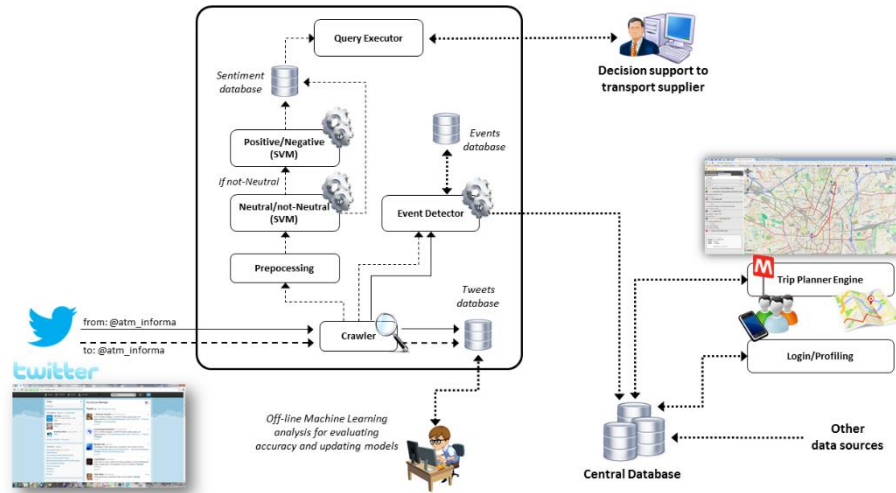 Query Executor
Sentiment
database
Decision support to
transport supplier
Positive/Negative
(SVM)
Events
database
If not-Neutral
Neutral/not-Neutral
(SVM)
Event Detector
Prepocessing
M
Trip Planner Engine
Tweets
database
from: @atm_informa
Crawler
to: @atm_informa
Login/Profiling
twitter
Off-line Machine Learning
analysis for evaluating
accuracy and updating models
Other
data sources
Central Database